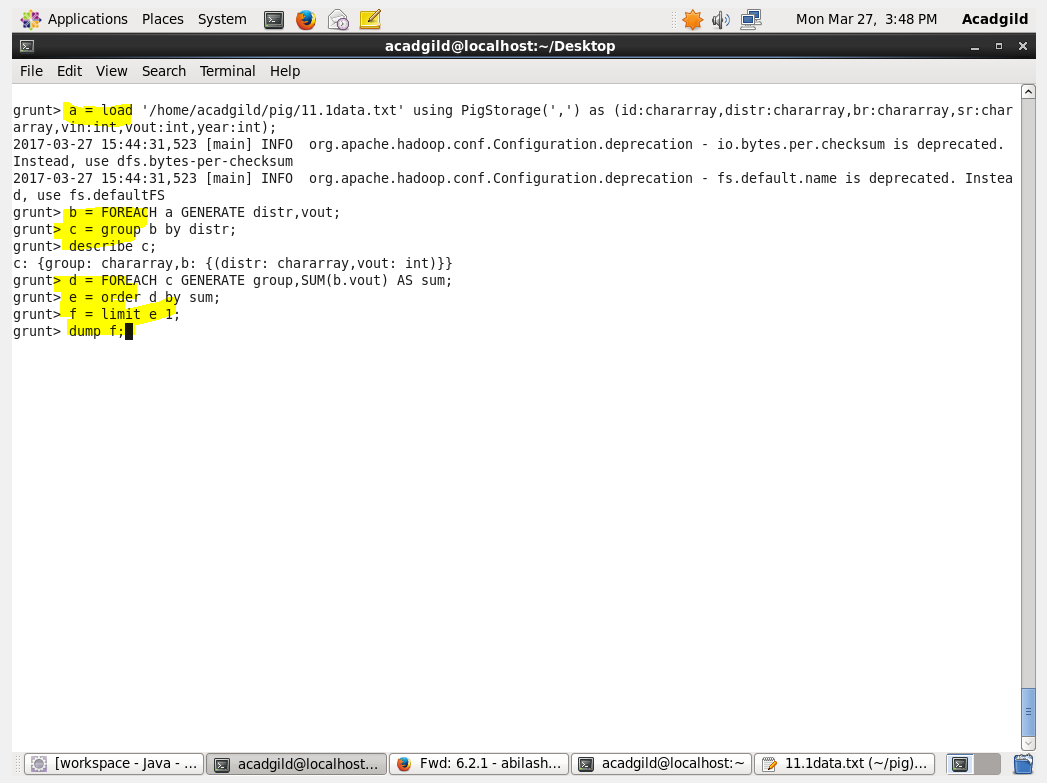 Applications Places System Mon Mar 27, 3:48 PM Acadgild
acadgild@localhost:~/Desktop
File Edit View Search Terminal Help
grunt> a = load '/home/acadgild/pig/11.1data.txt' using PigStorage(',') as (id:chararray,distr:chararray,br:chararray,sr:char
array,vin:int,vout:int,year:int);
2017-03-27 15:44:31,523 [main] INFO  org.apache.hadoop.conf.Configuration.deprecation - io.bytes.per.checksum is deprecated.
Instead, use dfs.bytes-per-checksum
2017-03-27 15:44:31,523 [main] INFO  org.apache.hadoop.conf.Configuration.deprecation - fs.default.name is deprecated. Instea
d, use fs.defaultFS
grunt> b = FOREACH a GENERATE distr,vout;
grunt> c = group b by distr;
grunt> describe c;
c: {group: chararray,b: {(distr: chararray,vout: int)}}
grunt> d = FOREACH c GENERATE group,SUM(b.vout) AS sum;
grunt> e = order d by sum;
grunt> f = limit e 1;
grunt> dump f;
[workspace - Java - ... acadgild@localhost:... Fwd: 6.2.1 - abilash... acadgild@localhost:~ 11.1data.txt (~/pig)...